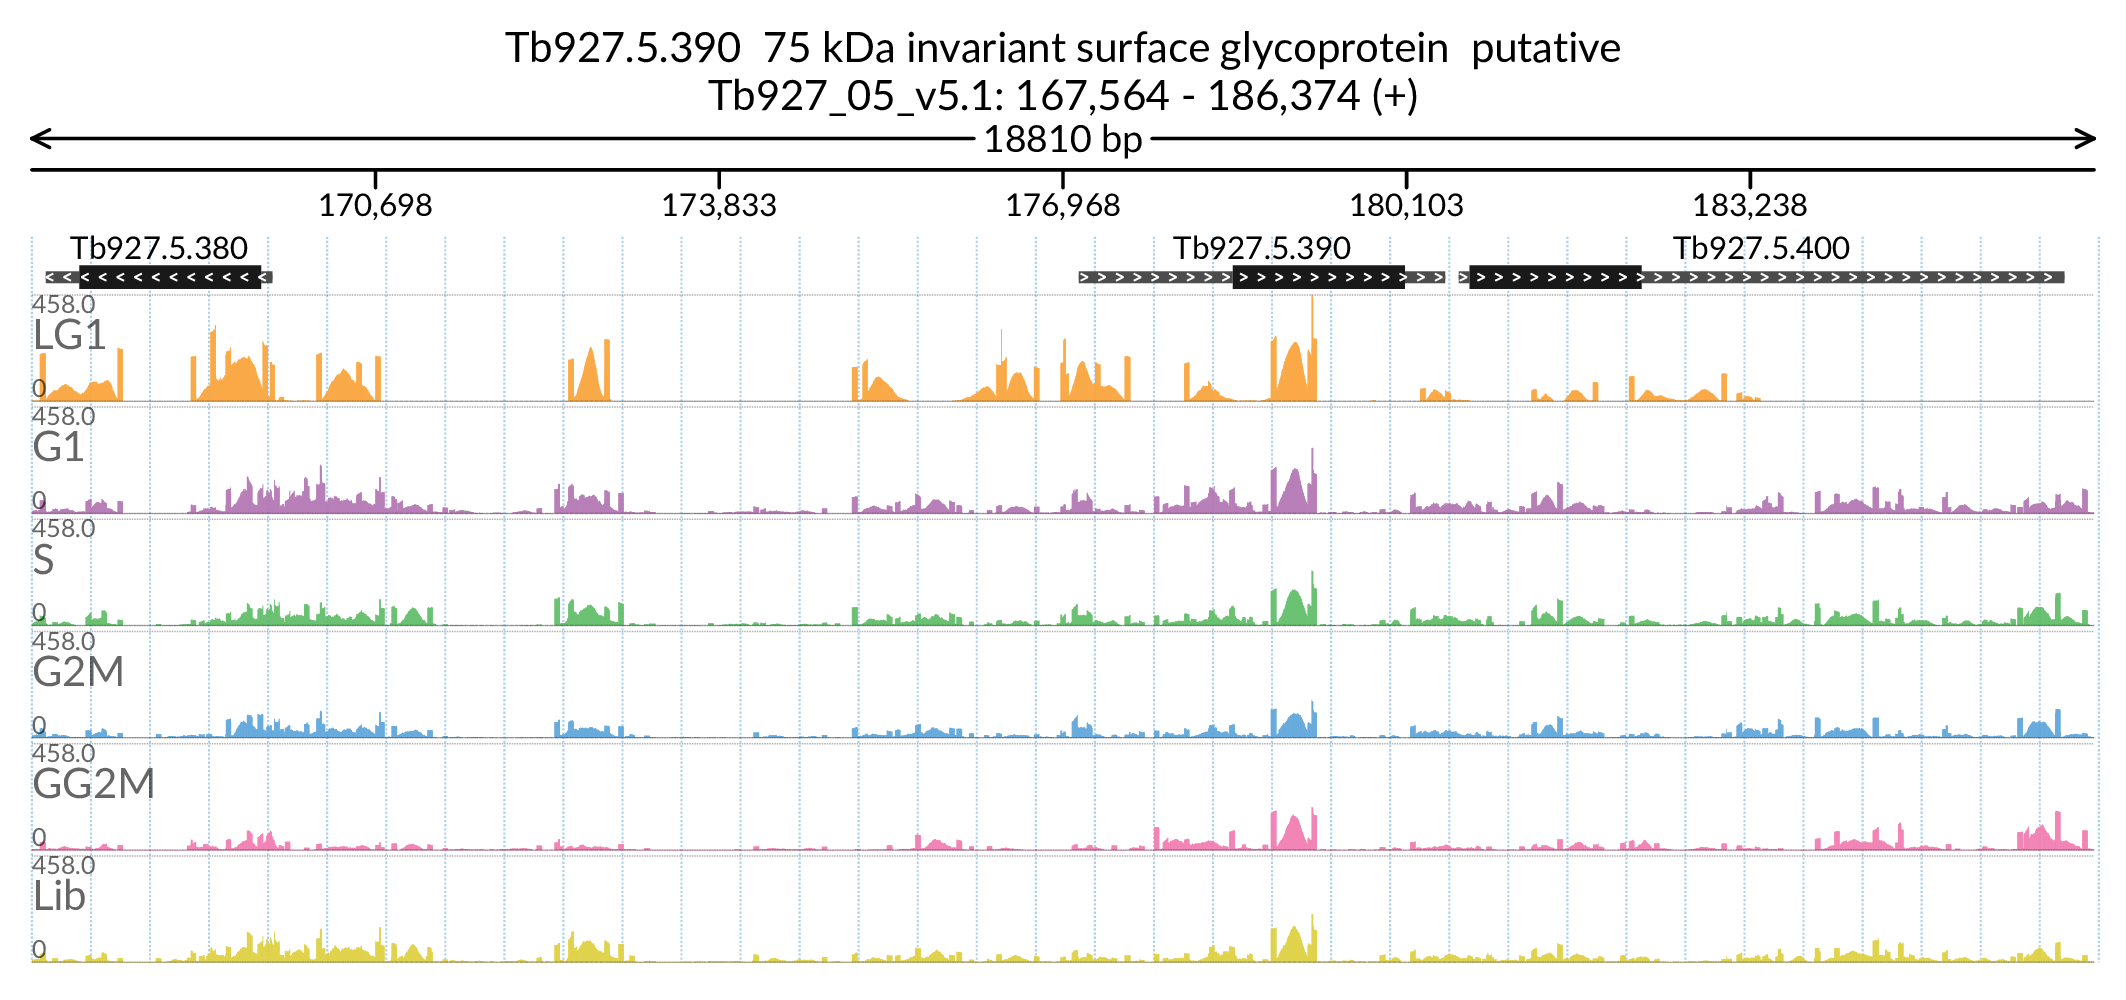 Tb927.5.390  75 kDa invariant surface glycoprotein  putative
Tb927_05_v5.1: 167,564 - 186,374 (+)
18810 bp
170,698 173,833 176,968 180,103 183,238
Tb927.5.380 Tb927.5.390 Tb927.5.400
458.0
LG1
0
458.0
G1
0
458.0
S
0
458.0
G2M
0
458.0
GG2M
0
458.0
Lib
0